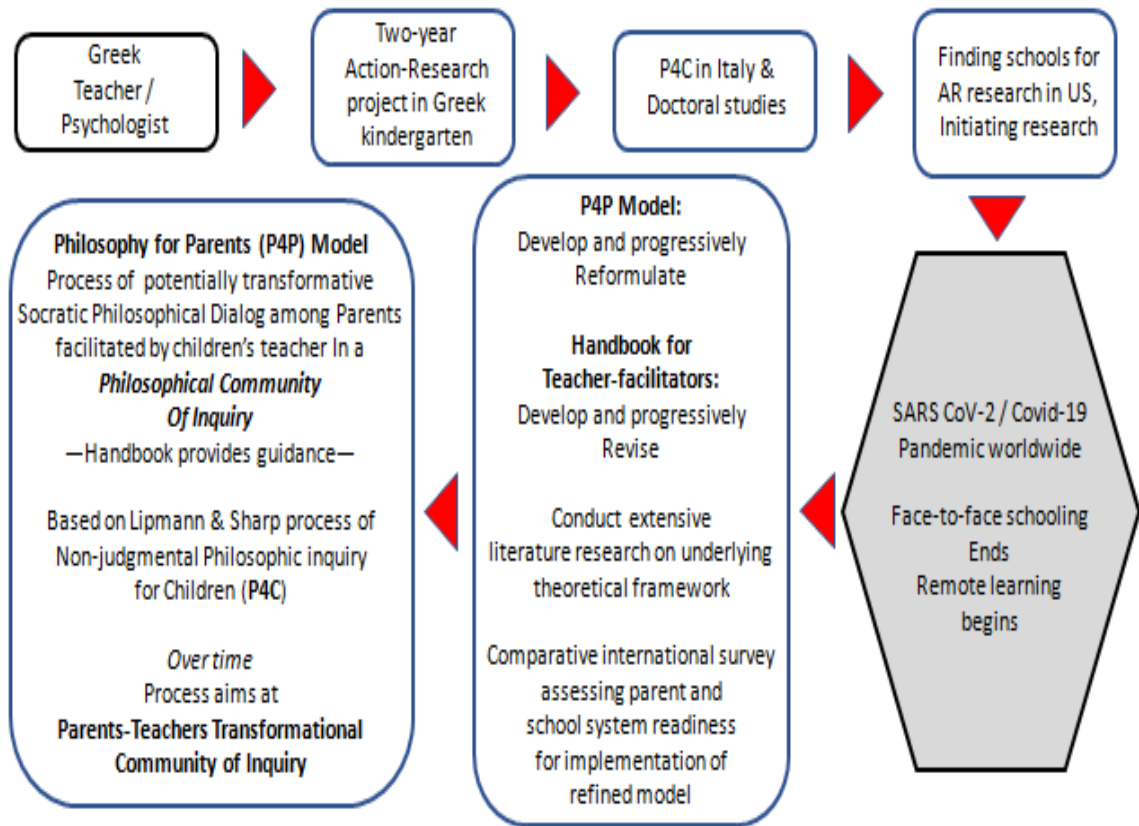 Greek
Teacher /
Psychologist
Two-year
Action-Research
project in Greek
kindergarten
P4C in Italy &
Doctoral studies
Finding schools for
AR research in US,
Initiating research
SARS CoV-2 / Covid-19
Pandemic worldwide
Face-to-face schooling
Ends
Remote learning
begins
P4P Model:
Develop and progressively
Reformulate
Handbook for
Teacher-facilitators:
Develop and progressively
Revise
Conduct extensive
literature research on underlying
theoretical framework
Comparative international survey
assessing parent and
school system readiness
for implementation of
refined model
Philosophy for Parents (P4P) Model
Process of potentially transformative
Socratic Philosophical Dialog among Parents
facilitated by children's teacher In a
Philosophical Community
Of Inquiry
—Handbook provides guidance—
Based on Lipmann & Sharp process of
Non-judgmental Philosophic inquiry
for Children (P4C)
Over time
Process aims at
Parents-Teachers Transformational
Community of Inquiry